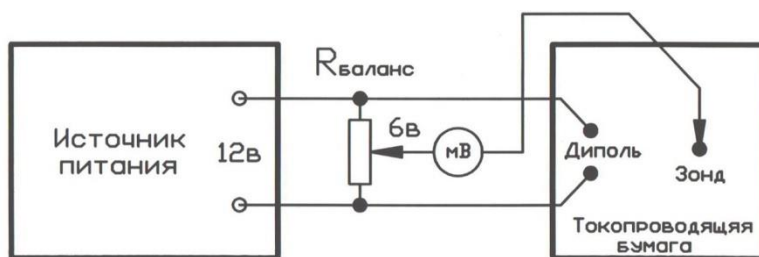 Rбаланс
Источник
питания
12в
6в
мВ
Диполь
Зонд
Токопроводящяя
бумага